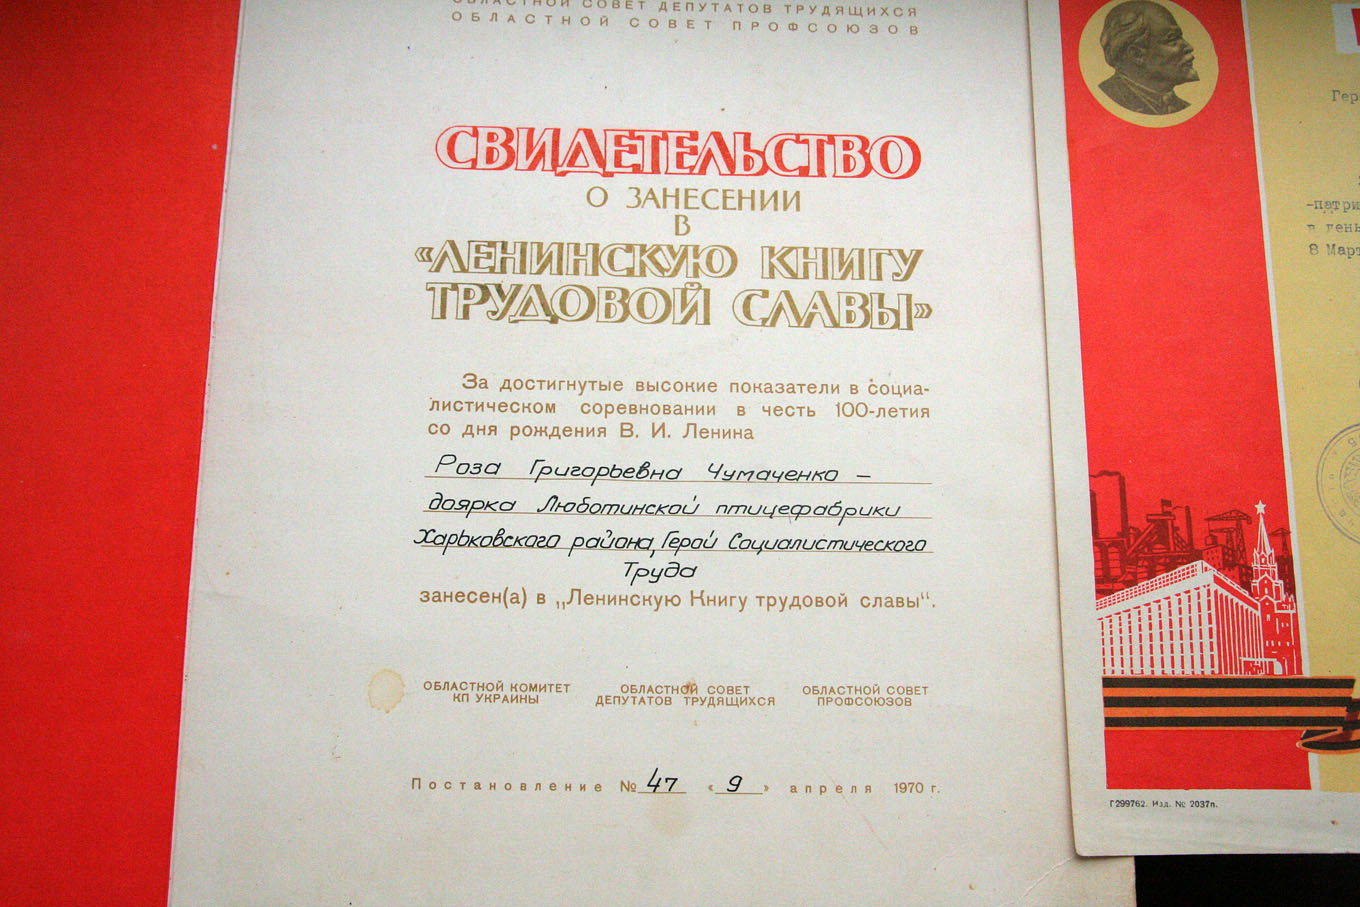 ОБЛАСТНОЙ СОВЕТ ДЕПУТАТОВ ТРУДЯЩИХСЯ
ОБЛАСТНОЙ СОВЕТ ПРОФСОЮЗОВ
СВИДЕТЕЛЬСТВО
О ЗАНЕСЕНИИ
В
«ЛЕНИНСКУЮ КНИГУ
ТРУДОВОЙ СЛАВЫ»
За достигнутые высокие показатели в социа-
листическом соревновании в честь 100-летия
со дня рождения В. И. Ленина
Роза Григорьевна Чумаченко –
доярка Люботинской птицефабрики
Харьковского района, Герой Социалистического
Труда
занесен(а) в „Ленинскую Книгу трудовой славы“.
ОБЛАСТНОЙ КОМИТЕТ
КП УКРАИНЫ
ОБЛАСТНОЙ СОВЕТ
ДЕПУТАТОВ ТРУДЯЩИХСЯ
ОБЛАСТНОЙ СОВЕТ
ПРОФСОЮЗОВ
Постановление № 47 « 9 » апреля 1970 г.
Гер
-патри
в день
8 Март
Г299762. Изд. № 2037п.